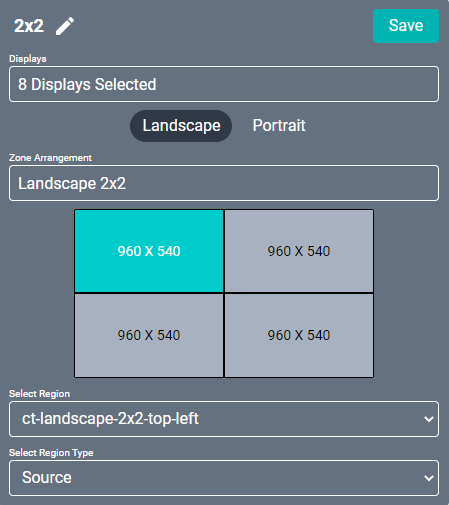 2x2
Save
Displays
8 Displays Selected
Landscape Portrait
Zone Arrangement
Landscape 2x2
960 X 540 960 X 540
960 X 540 960 X 540
Select Region
ct-landscape-2x2-top-left
Select Region Type
Source